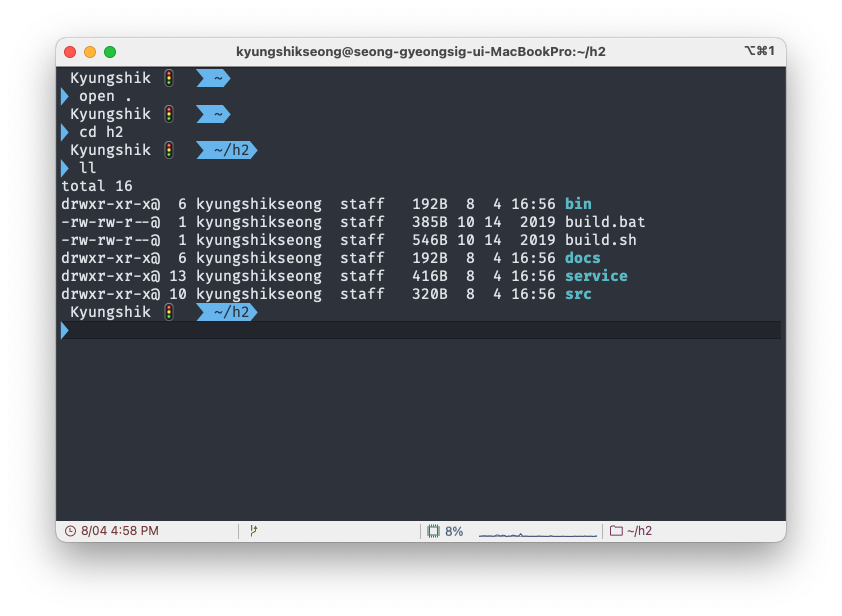 kyungshikseong@seong-gyeongsig-ui-MacBookPro:~/h2 ⌥⌘1
Kyungshik 🚦 ~
open .
Kyungshik 🚦 ~
cd h2
Kyungshik 🚦 ~/h2
ll
total 16
drwxr-xr-x@  6 kyungshikseong  staff   192B  8  4 16:56 bin
-rw-rw-r--@  1 kyungshikseong  staff   385B 10 14  2019 build.bat
-rw-rw-r--@  1 kyungshikseong  staff   546B 10 14  2019 build.sh
drwxr-xr-x@  6 kyungshikseong  staff   192B  8  4 16:56 docs
drwxr-xr-x@ 13 kyungshikseong  staff   416B  8  4 16:56 service
drwxr-xr-x@ 10 kyungshikseong  staff   320B  8  4 16:56 src
Kyungshik 🚦 ~/h2
8/04 4:58 PM 8% ~/h2